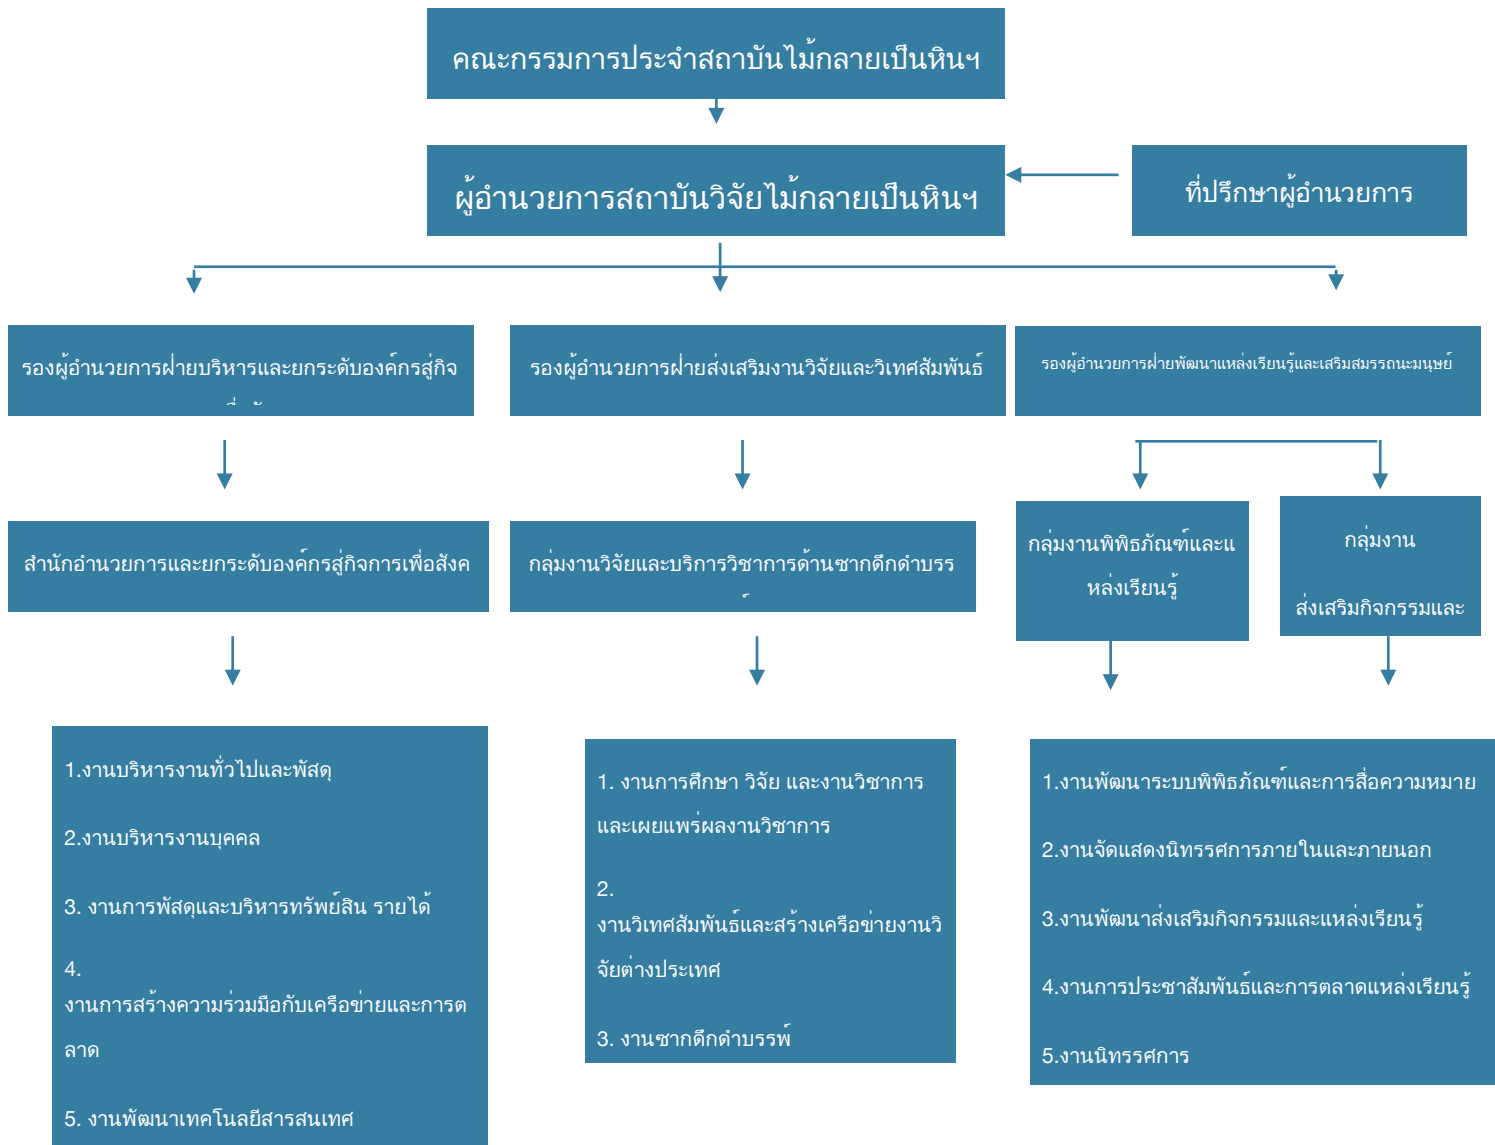 คณะกรรมการประจำสถาบันไม้กลายเป็นหินฯ
ผู้อำนวยการสถาบันวิจัยไม้กลายเป็นหินฯ
ที่ปรึกษาผู้อำนวยการ
รองผู้อำนวยการฝ่ายบริหารและยกระดับองค์กรสู่กิจ
รองผู้อำนวยการฝ่ายส่งเสริมงานวิจัยและวิเทศสัมพันธ์
รองผู้อำนวยการฝ่ายพัฒนาแหล่งเรียนรู้และเสริมสมรรถนะมนุษย์
สำนักอำนวยการและยกระดับองค์กรสู่กิจการเพื่อสังค
กลุ่มงานวิจัยและบริการวิชาการด้านซากดึกดำบรร
กลุ่มงานพิพิธภัณฑ์และแ
หล่งเรียนรู้
กลุ่มงาน
ส่งเสริมกิจกรรมและ
1.งานบริหารงานทั่วไปและพัสดุ
2.งานบริหารงานบุคคล
3. งานการพัสดุและบริหารทรัพย์สิน รายได้
4.
งานการสร้างความร่วมมือกับเครือข่ายและการต
ลาด
5. งานพัฒนาเทคโนลยีสารสนเทศ
1. งานการศึกษา วิจัย และงานวิชาการ
และเผยแพร่ผลงานวิชาการ
2.
งานวิเทศสัมพันธ์และสร้างเครือข่ายงานวิ
จัยต่างประเทศ
3. งานซากดึกดำบรรพ์
1.งานพัฒนาระบบพิพิธภัณฑ์และการสื่อความหมาย
2.งานจัดแสดงนิทรรศการภายในและภายนอก
3.งานพัฒนาส่งเสริมกิจกรรมและแหล่งเรียนรู้
4.งานการประชาสัมพันธ์และการตลาดแหล่งเรียนรู้
5.งานนิทรรศการ